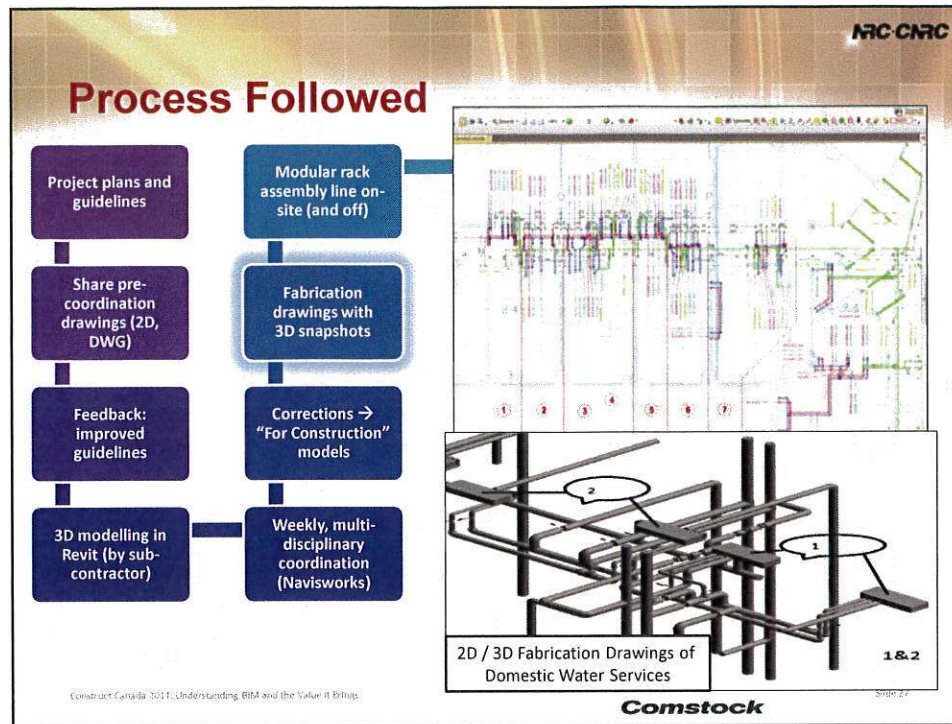 NRC·CNRC
Process Followed
Project plans and
guidelines
Share pre-
coordination
drawings (2D,
DWG)
Feedback:
improved
guidelines
3D modelling in
Revit (by sub-
contractor)
Weekly, multi-
disciplinary
coordination
(Navisworks)
Corrections →
"For Construction"
models
Fabrication
drawings with
3D snapshots
Modular rack
assembly line on-
site (and off)
1
2
3
4
5
6
7
2
1
1&2
2D / 3D Fabrication Drawings of
Domestic Water Services
Construct Canada 2011: Understanding BIM and the Value it Brings
Slide 27
Comstock